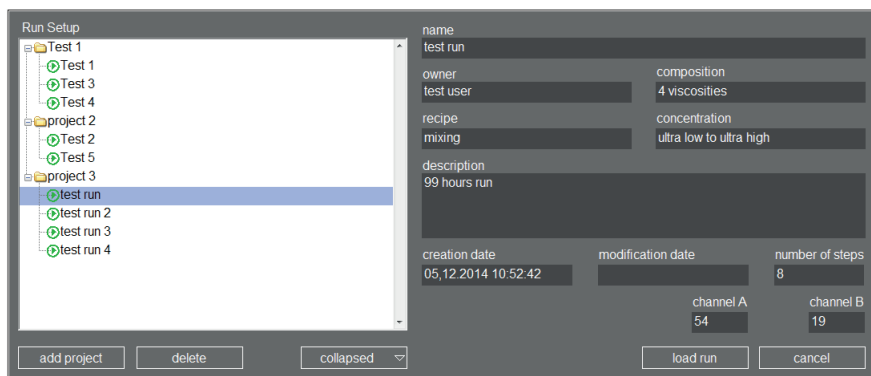 Run Setup
Test 1
Test 1
Test 3
Test 4
project 2
Test 2
Test 5
project 3
test run
test run 2
test run 3
test run 4
add project
delete
collapsed
name
test run
owner
composition
test user
4 viscosities
recipe
concentration
mixing
ultra low to ultra high
description
99 hours run
creation date
modification date
number of steps
05,12.2014 10:52:42
8
channel A
channel B
54
19
load run
cancel